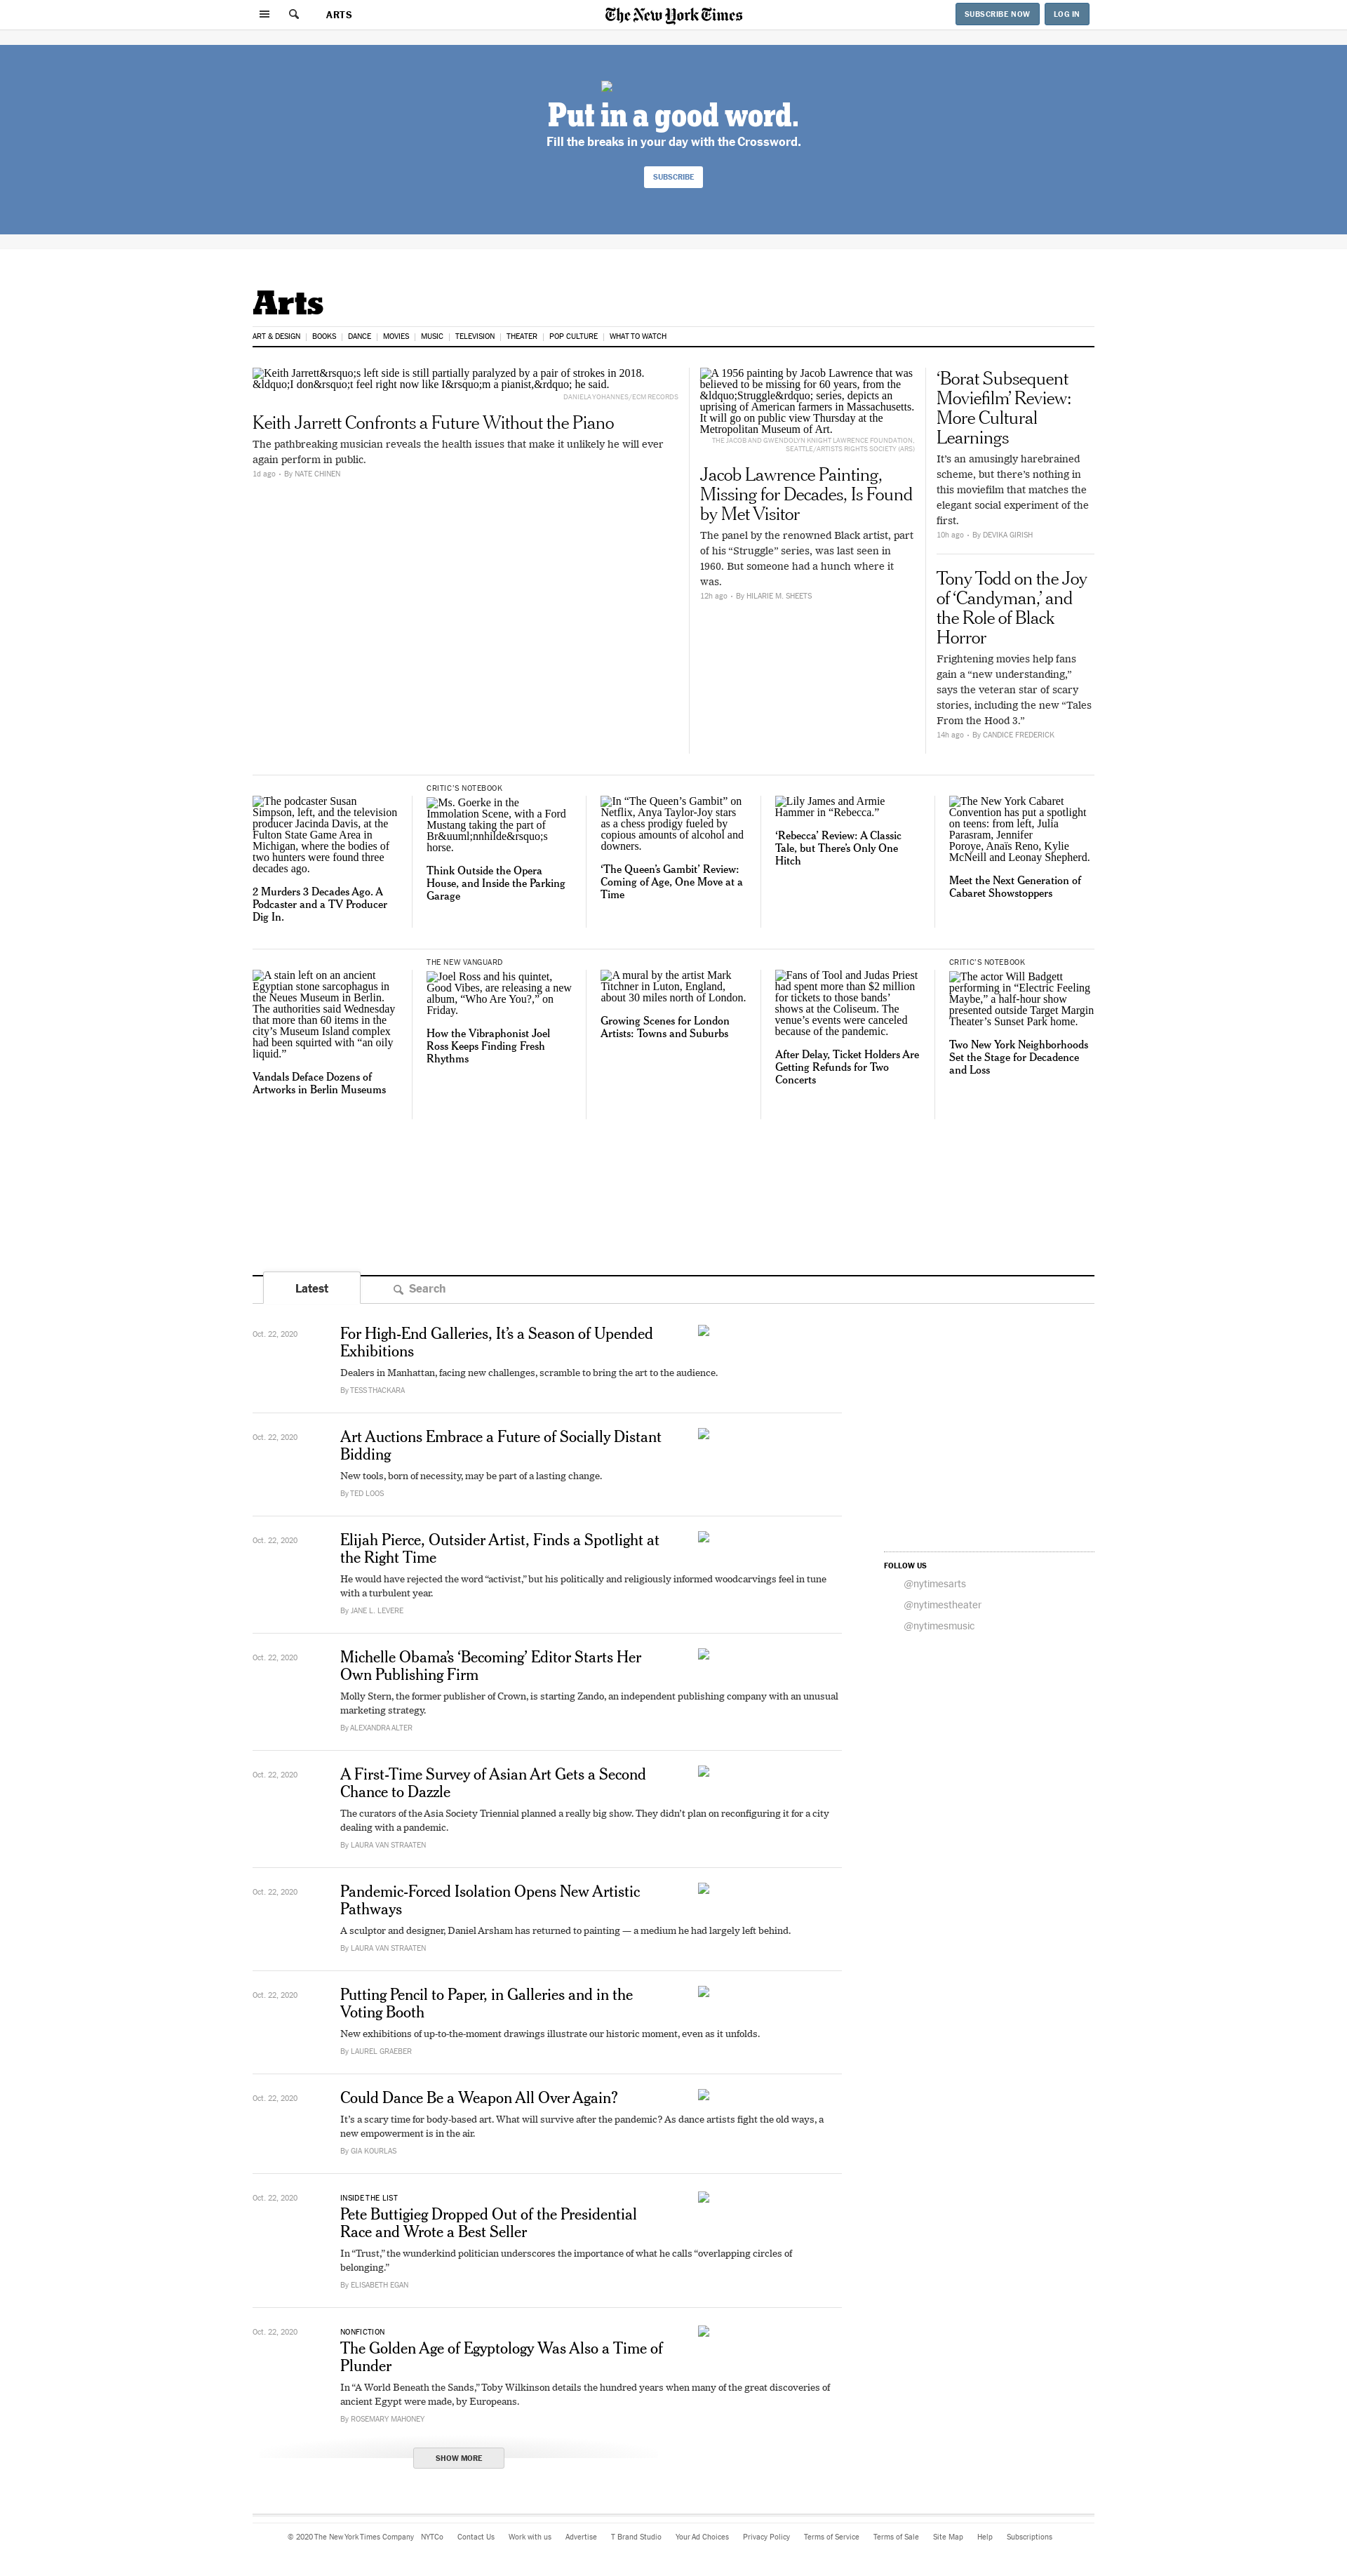 ARTS
The New York Times
SUBSCRIBE NOW
LOG IN
Put in a good word.
Fill the breaks in your day with the Crossword.
SUBSCRIBE
Arts
ART & DESIGN | BOOKS | DANCE | MOVIES | MUSIC | TELEVISION | THEATER | POP CULTURE | WHAT TO WATCH
Keith Jarrett&rsquo;s left side is still partially paralyzed by a pair of strokes in 2018.
&ldquo;I don&rsquo;t feel right now like I&rsquo;m a pianist,&rdquo; he said.
DANIELA YOHANNES/ECM RECORDS
Keith Jarrett Confronts a Future Without the Piano
The pathbreaking musician reveals the health issues that make it unlikely he will ever
again perform in public.
1d ago · By NATE CHINEN
A 1956 painting by Jacob Lawrence that was
believed to be missing for 60 years, from the
&ldquo;Struggle&rdquo; series, depicts an
uprising of American farmers in Massachusetts.
It will go on public view Thursday at the
Metropolitan Museum of Art.
THE JACOB AND GWENDOLYN KNIGHT LAWRENCE FOUNDATION,
SEATTLE/ARTISTS RIGHTS SOCIETY (ARS)
Jacob Lawrence Painting,
Missing for Decades, Is Found
by Met Visitor
The panel by the renowned Black artist, part
of his “Struggle” series, was last seen in
1960. But someone had a hunch where it
was.
12h ago · By HILARIE M. SHEETS
‘Borat Subsequent
Moviefilm’ Review:
More Cultural
Learnings
It’s an amusingly harebrained
scheme, but there’s nothing in
this moviefilm that matches the
elegant social experiment of the
first.
10h ago · By DEVIKA GIRISH
Tony Todd on the Joy
of ‘Candyman,’ and
the Role of Black
Horror
Frightening movies help fans
gain a “new understanding,”
says the veteran star of scary
stories, including the new “Tales
From the Hood 3.”
14h ago · By CANDICE FREDERICK
The podcaster Susan
Simpson, left, and the television
producer Jacinda Davis, at the
Fulton State Game Area in
Michigan, where the bodies of
two hunters were found three
decades ago.
2 Murders 3 Decades Ago. A
Podcaster and a TV Producer
Dig In.
CRITIC’S NOTEBOOK
Ms. Goerke in the
Immolation Scene, with a Ford
Mustang taking the part of
Br&uuml;nnhilde&rsquo;s
horse.
Think Outside the Opera
House, and Inside the Parking
Garage
In “The Queen’s Gambit” on
Netflix, Anya Taylor-Joy stars
as a chess prodigy fueled by
copious amounts of alcohol and
downers.
‘The Queen’s Gambit’ Review:
Coming of Age, One Move at a
Time
Lily James and Armie
Hammer in “Rebecca.”
‘Rebecca’ Review: A Classic
Tale, but There’s Only One
Hitch
The New York Cabaret
Convention has put a spotlight
on teens: from left, Julia
Parasram, Jennifer
Poroye, Anaïs Reno, Kylie
McNeill and Leonay Shepherd.
Meet the Next Generation of
Cabaret Showstoppers
A stain left on an ancient
Egyptian stone sarcophagus in
the Neues Museum in Berlin.
The authorities said Wednesday
that more than 60 items in the
city’s Museum Island complex
had been squirted with “an oily
liquid.”
Vandals Deface Dozens of
Artworks in Berlin Museums
THE NEW VANGUARD
Joel Ross and his quintet,
Good Vibes, are releasing a new
album, “Who Are You?,” on
Friday.
How the Vibraphonist Joel
Ross Keeps Finding Fresh
Rhythms
A mural by the artist Mark
Titchner in Luton, England,
about 30 miles north of London.
Growing Scenes for London
Artists: Towns and Suburbs
Fans of Tool and Judas Priest
had spent more than $2 million
for tickets to those bands’
shows at the Coliseum. The
venue’s events were canceled
because of the pandemic.
After Delay, Ticket Holders Are
Getting Refunds for Two
Concerts
CRITIC’S NOTEBOOK
The actor Will Badgett
performing in “Electric Feeling
Maybe,” a half-hour show
presented outside Target Margin
Theater’s Sunset Park home.
Two New York Neighborhoods
Set the Stage for Decadence
and Loss
Latest
Search
Oct. 22, 2020
For High-End Galleries, It’s a Season of Upended
Exhibitions
Dealers in Manhattan, facing new challenges, scramble to bring the art to the audience.
By TESS THACKARA
Oct. 22, 2020
Art Auctions Embrace a Future of Socially Distant
Bidding
New tools, born of necessity, may be part of a lasting change.
By TED LOOS
Oct. 22, 2020
Elijah Pierce, Outsider Artist, Finds a Spotlight at
the Right Time
He would have rejected the word “activist,” but his politically and religiously informed woodcarvings feel in tune
with a turbulent year.
By JANE L. LEVERE
FOLLOW US
@nytimesarts
@nytimestheater
@nytimesmusic
Oct. 22, 2020
Michelle Obama’s ‘Becoming’ Editor Starts Her
Own Publishing Firm
Molly Stern, the former publisher of Crown, is starting Zando, an independent publishing company with an unusual
marketing strategy.
By ALEXANDRA ALTER
Oct. 22, 2020
A First-Time Survey of Asian Art Gets a Second
Chance to Dazzle
The curators of the Asia Society Triennial planned a really big show. They didn’t plan on reconfiguring it for a city
dealing with a pandemic.
By LAURA VAN STRAATEN
Oct. 22, 2020
Pandemic-Forced Isolation Opens New Artistic
Pathways
A sculptor and designer, Daniel Arsham has returned to painting — a medium he had largely left behind.
By LAURA VAN STRAATEN
Oct. 22, 2020
Putting Pencil to Paper, in Galleries and in the
Voting Booth
New exhibitions of up-to-the-moment drawings illustrate our historic moment, even as it unfolds.
By LAUREL GRAEBER
Oct. 22, 2020
Could Dance Be a Weapon All Over Again?
It’s a scary time for body-based art. What will survive after the pandemic? As dance artists fight the old ways, a
new empowerment is in the air.
By GIA KOURLAS
Oct. 22, 2020
INSIDE THE LIST
Pete Buttigieg Dropped Out of the Presidential
Race and Wrote a Best Seller
In “Trust,” the wunderkind politician underscores the importance of what he calls “overlapping circles of
belonging.”
By ELISABETH EGAN
Oct. 22, 2020
NONFICTION
The Golden Age of Egyptology Was Also a Time of
Plunder
In “A World Beneath the Sands,” Toby Wilkinson details the hundred years when many of the great discoveries of
ancient Egypt were made, by Europeans.
By ROSEMARY MAHONEY
SHOW MORE
© 2020 The New York Times Company NYTCo Contact Us Work with us Advertise T Brand Studio Your Ad Choices Privacy Policy Terms of Service Terms of Sale Site Map Help Subscriptions